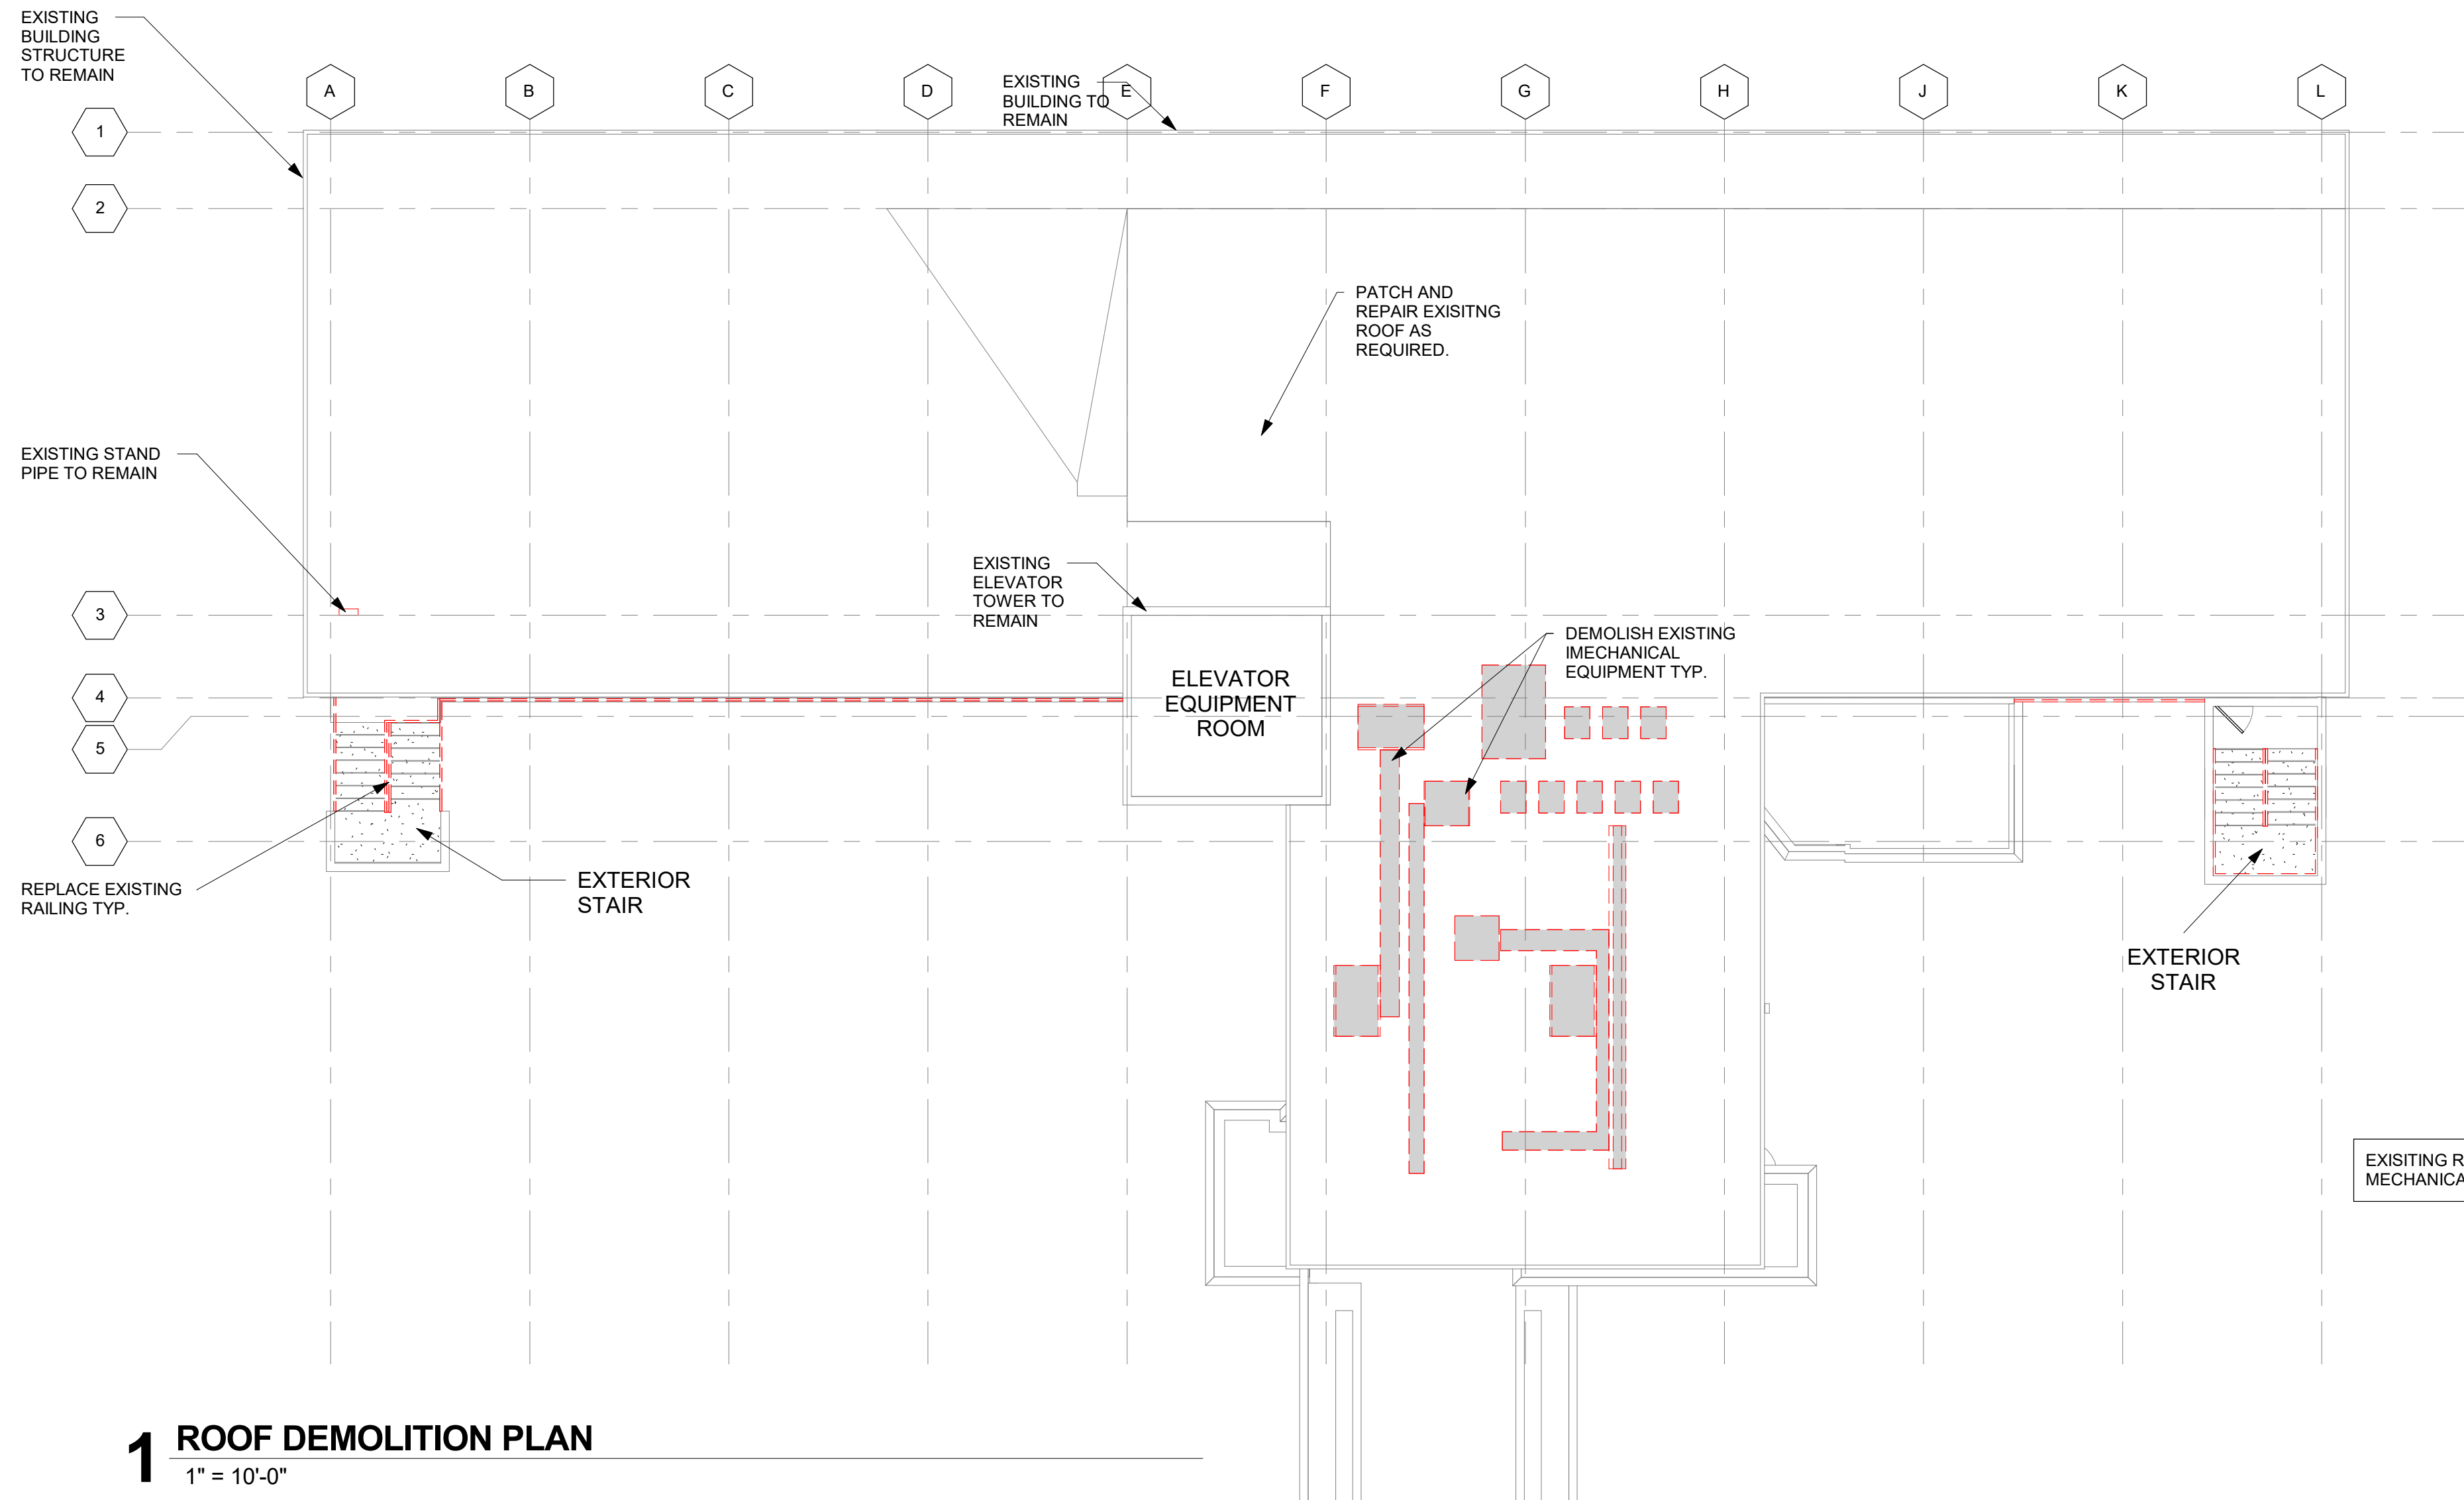 EXISTING
BUILDING
STRUCTURE
TO REMAIN
A
B
C
D
E
F
G
H
J
K
L
EXISTING
BUILDING TO
REMAIN
1
2
PATCH AND
REPAIR EXISITNG
ROOF AS
REQUIRED.
EXISTING STAND
PIPE TO REMAIN
EXISTING
ELEVATOR
TOWER TO
REMAIN
3
DEMOLISH EXISTING
IMECHANICAL
EQUIPMENT TYP.
4
ELEVATOR
EQUIPMENT
ROOM
5
6
REPLACE EXISTING
RAILING TYP.
EXTERIOR
STAIR
EXTERIOR
STAIR
EXISITING R
MECHANICA
1 ROOF DEMOLITION PLAN
1" = 10'-0"